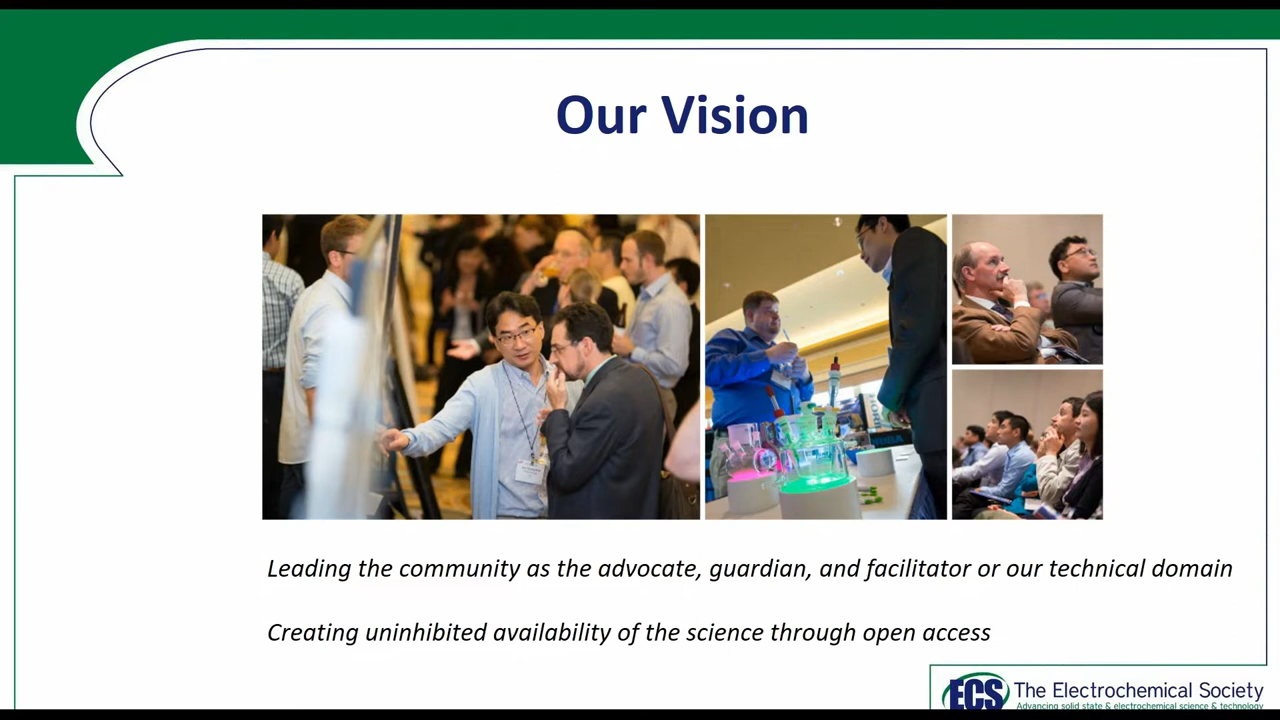 Our Vision
Leading the community as the advocate, guardian, and facilitator or our technical domain
Creating uninhibited availability of the science through open access
ECS The Electrochemical Society
Advancing solid state & electrochemical science & technology